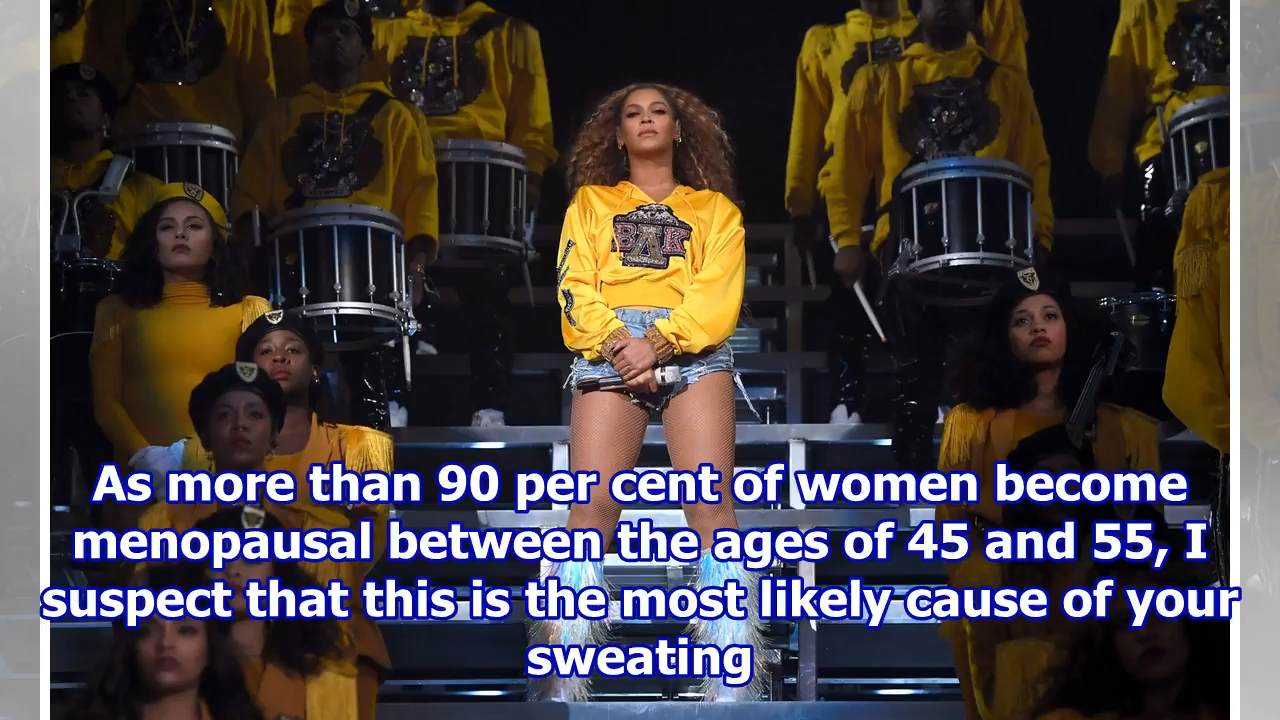 BΔK
As more than 90 per cent of women become
menopausal between the ages of 45 and 55, I
suspect that this is the most likely cause of your
sweating